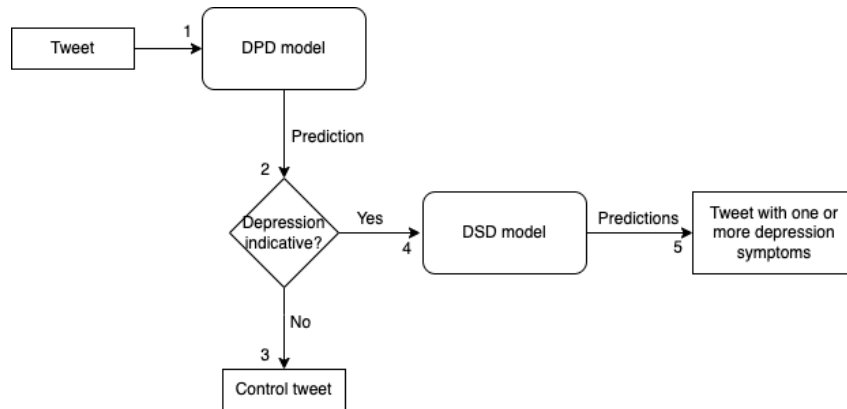 1
Tweet
DPD model
Prediction
2
Depression
indicative?
Yes
4
DSD model
Predictions
5
Tweet with one or
more depression
symptoms
No
3
Control tweet